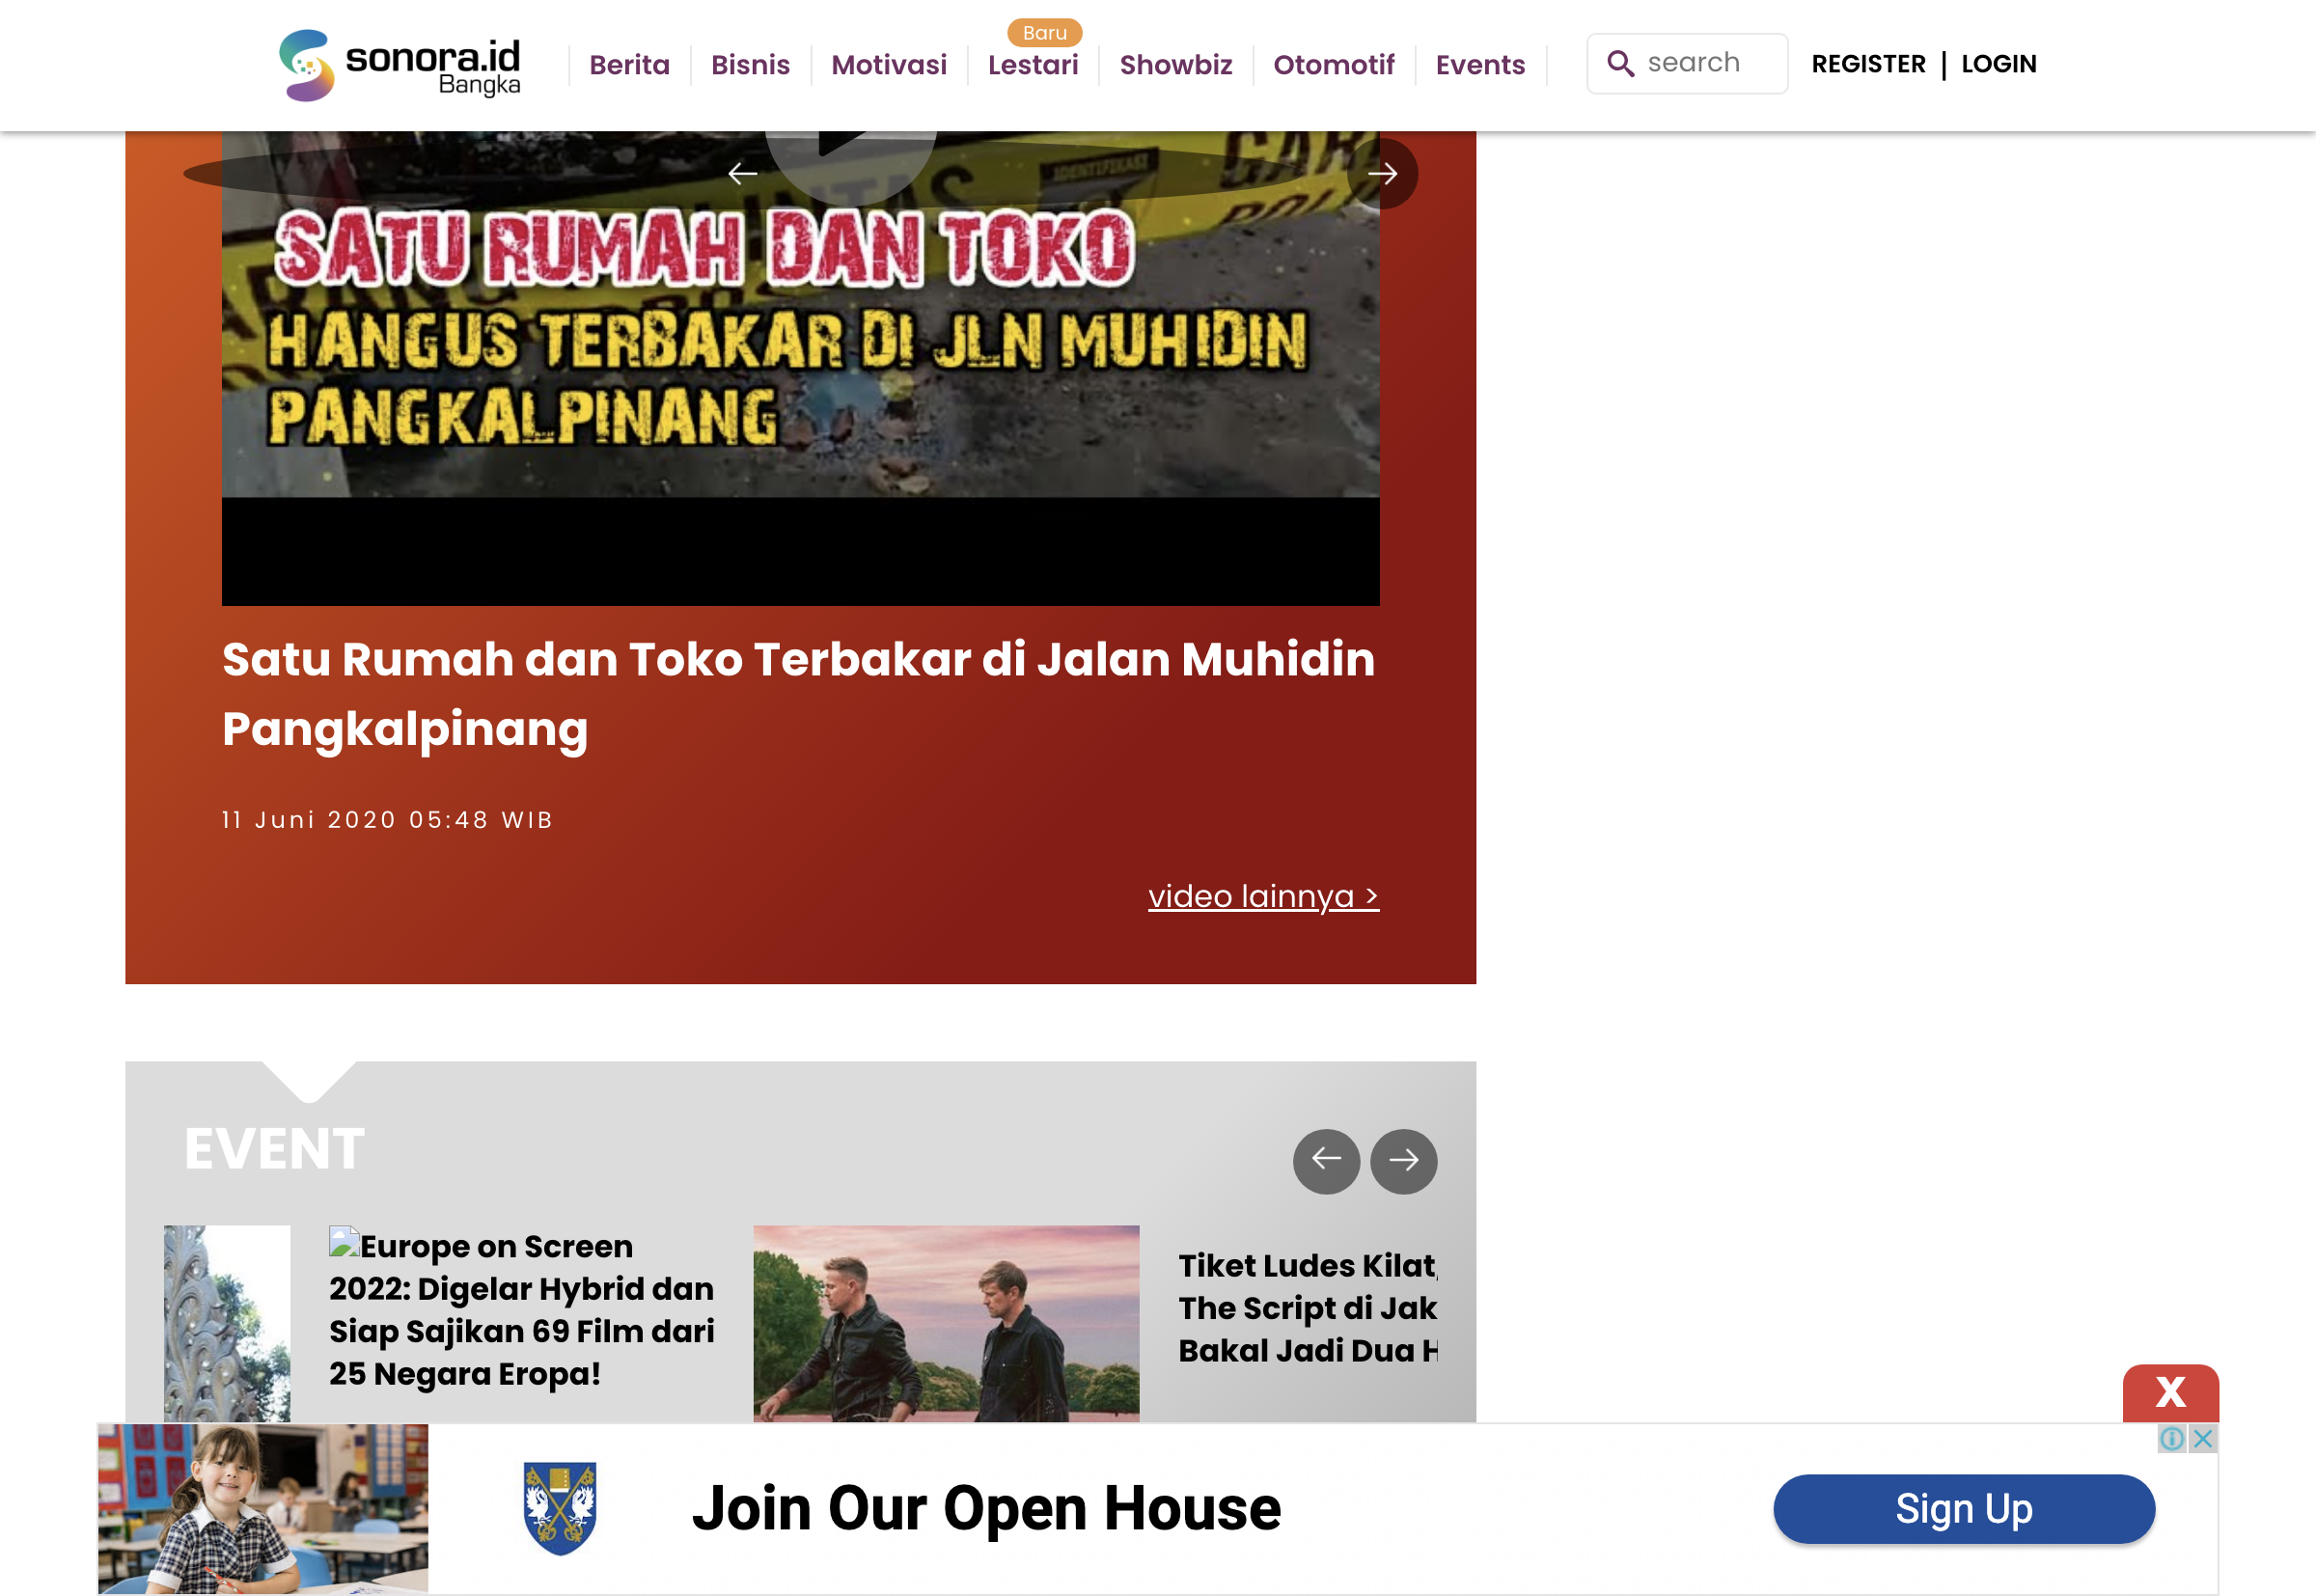 sonora.id
Bangka
Berita
Bisnis
Motivasi
Baru
Lestari
Showbiz
Otomotif
Events
search
REGISTER | LOGIN
IDENTIFIKASI
SATU RUMAH DAN TOKO
HANGUS TERBAKAR DI JLN MUHIDIN
PANGKALPINANG
Satu Rumah dan Toko Terbakar di Jalan Muhidin
Pangkalpinang
11 Juni 2020 05:48 WIB
video lainnya >
EVENT
Europe on Screen
2022: Digelar Hybrid dan
Siap Sajikan 69 Film dari
25 Negara Eropa!
Tiket Ludes Kilat,
The Script di Jak
Bakal Jadi Dua H
X
Join Our Open House
Sign Up